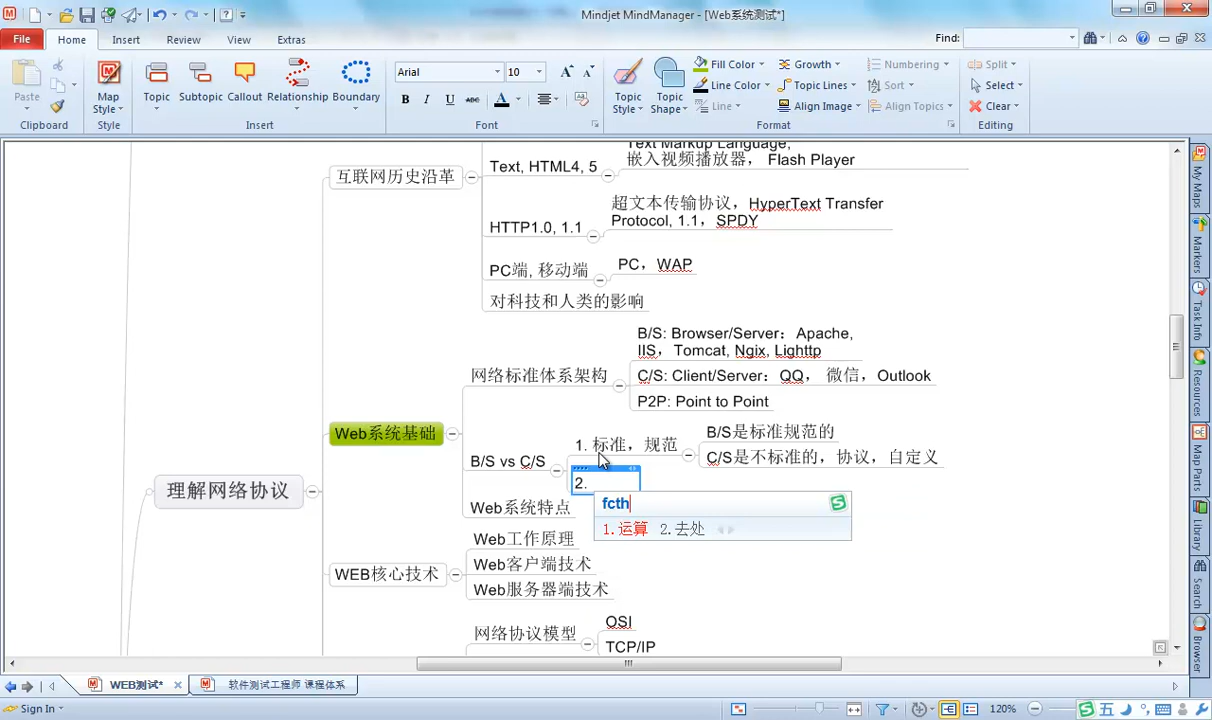 Mindjet MindManager - [Web系统测试*]
File
Home
Insert
Review
View
Extras
Find:
Paste
Clipboard
Map Style
Style
Topic
Subtopic
Callout
Relationship
Boundary
Insert
Arial
10
B I U abc A
Font
Topic Style
Topic Shape
Fill Color
Line Color
Line
Growth
Topic Lines
Align Image
Numbering
Sort
Align Topics
Format
Split
Select
Clear
Editing
互联网历史沿革
Text, HTML4, 5
Text Markup Language,
嵌入视频播放器， Flash Player
HTTP1.0, 1.1
超文本传输协议，HyperText Transfer
Protocol, 1.1，SPDY
PC端, 移动端
PC，WAP
对科技和人类的影响
Web系统基础
网络标准体系架构
B/S: Browser/Server：Apache,
IIS，Tomcat, Ngix, Lighttp
C/S: Client/Server：QQ， 微信，Outlook
P2P: Point to Point
B/S vs C/S
1. 标准，规范
B/S是标准规范的
C/S是不标准的，协议，自定义
2.
fcth
1.运算 2.去处
Web系统特点
理解网络协议
WEB核心技术
Web工作原理
Web客户端技术
Web服务器端技术
网络协议模型
OSI
TCP/IP
My Maps
Markers
Task Info
Resources
Map Parts
Library
Search
Browser
WEB测试*
软件测试工程师 课程体系
Sign In
120%
五